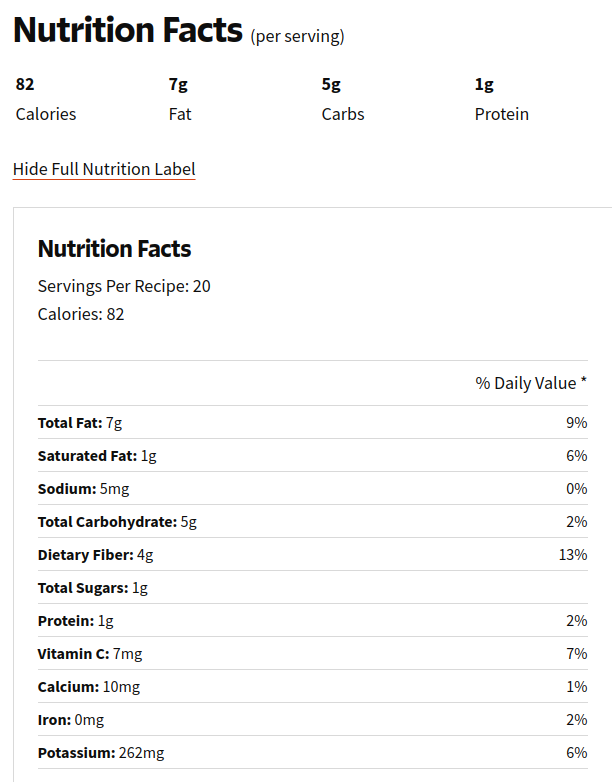 Nutrition Facts (per serving)
82 7g 5g 1g
Calories Fat Carbs Protein
Hide Full Nutrition Label
Nutrition Facts
Servings Per Recipe: 20
Calories: 82
% Daily Value *
Total Fat: 7g 9%
Saturated Fat: 1g 6%
Sodium: 5mg 0%
Total Carbohydrate: 5g 2%
Dietary Fiber: 4g 13%
Total Sugars: 1g
Protein: 1g 2%
Vitamin C: 7mg 7%
Calcium: 10mg 1%
Iron: 0mg 2%
Potassium: 262mg 6%